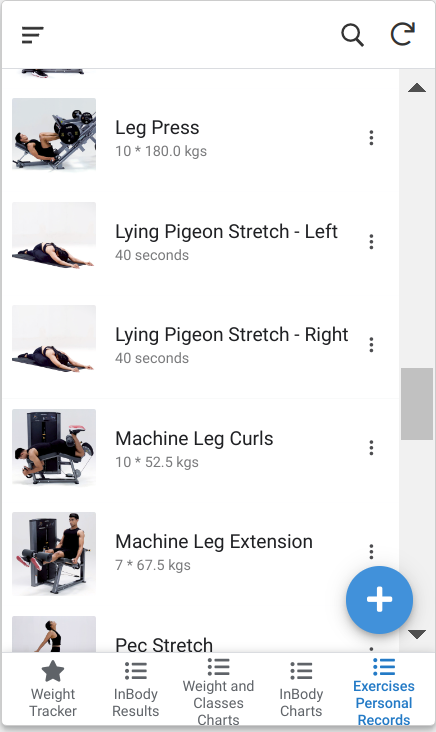 Leg Press
10 * 180.0 kgs
Lying Pigeon Stretch - Left
40 seconds
Lying Pigeon Stretch - Right
40 seconds
Machine Leg Curls
10 * 52.5 kgs
Machine Leg Extension
7 * 67.5 kgs
Pec Stretch
Weight
Tracker
InBody
Results
Weight and
Classes
Charts
InBody
Charts
Exercises
Personal
Records